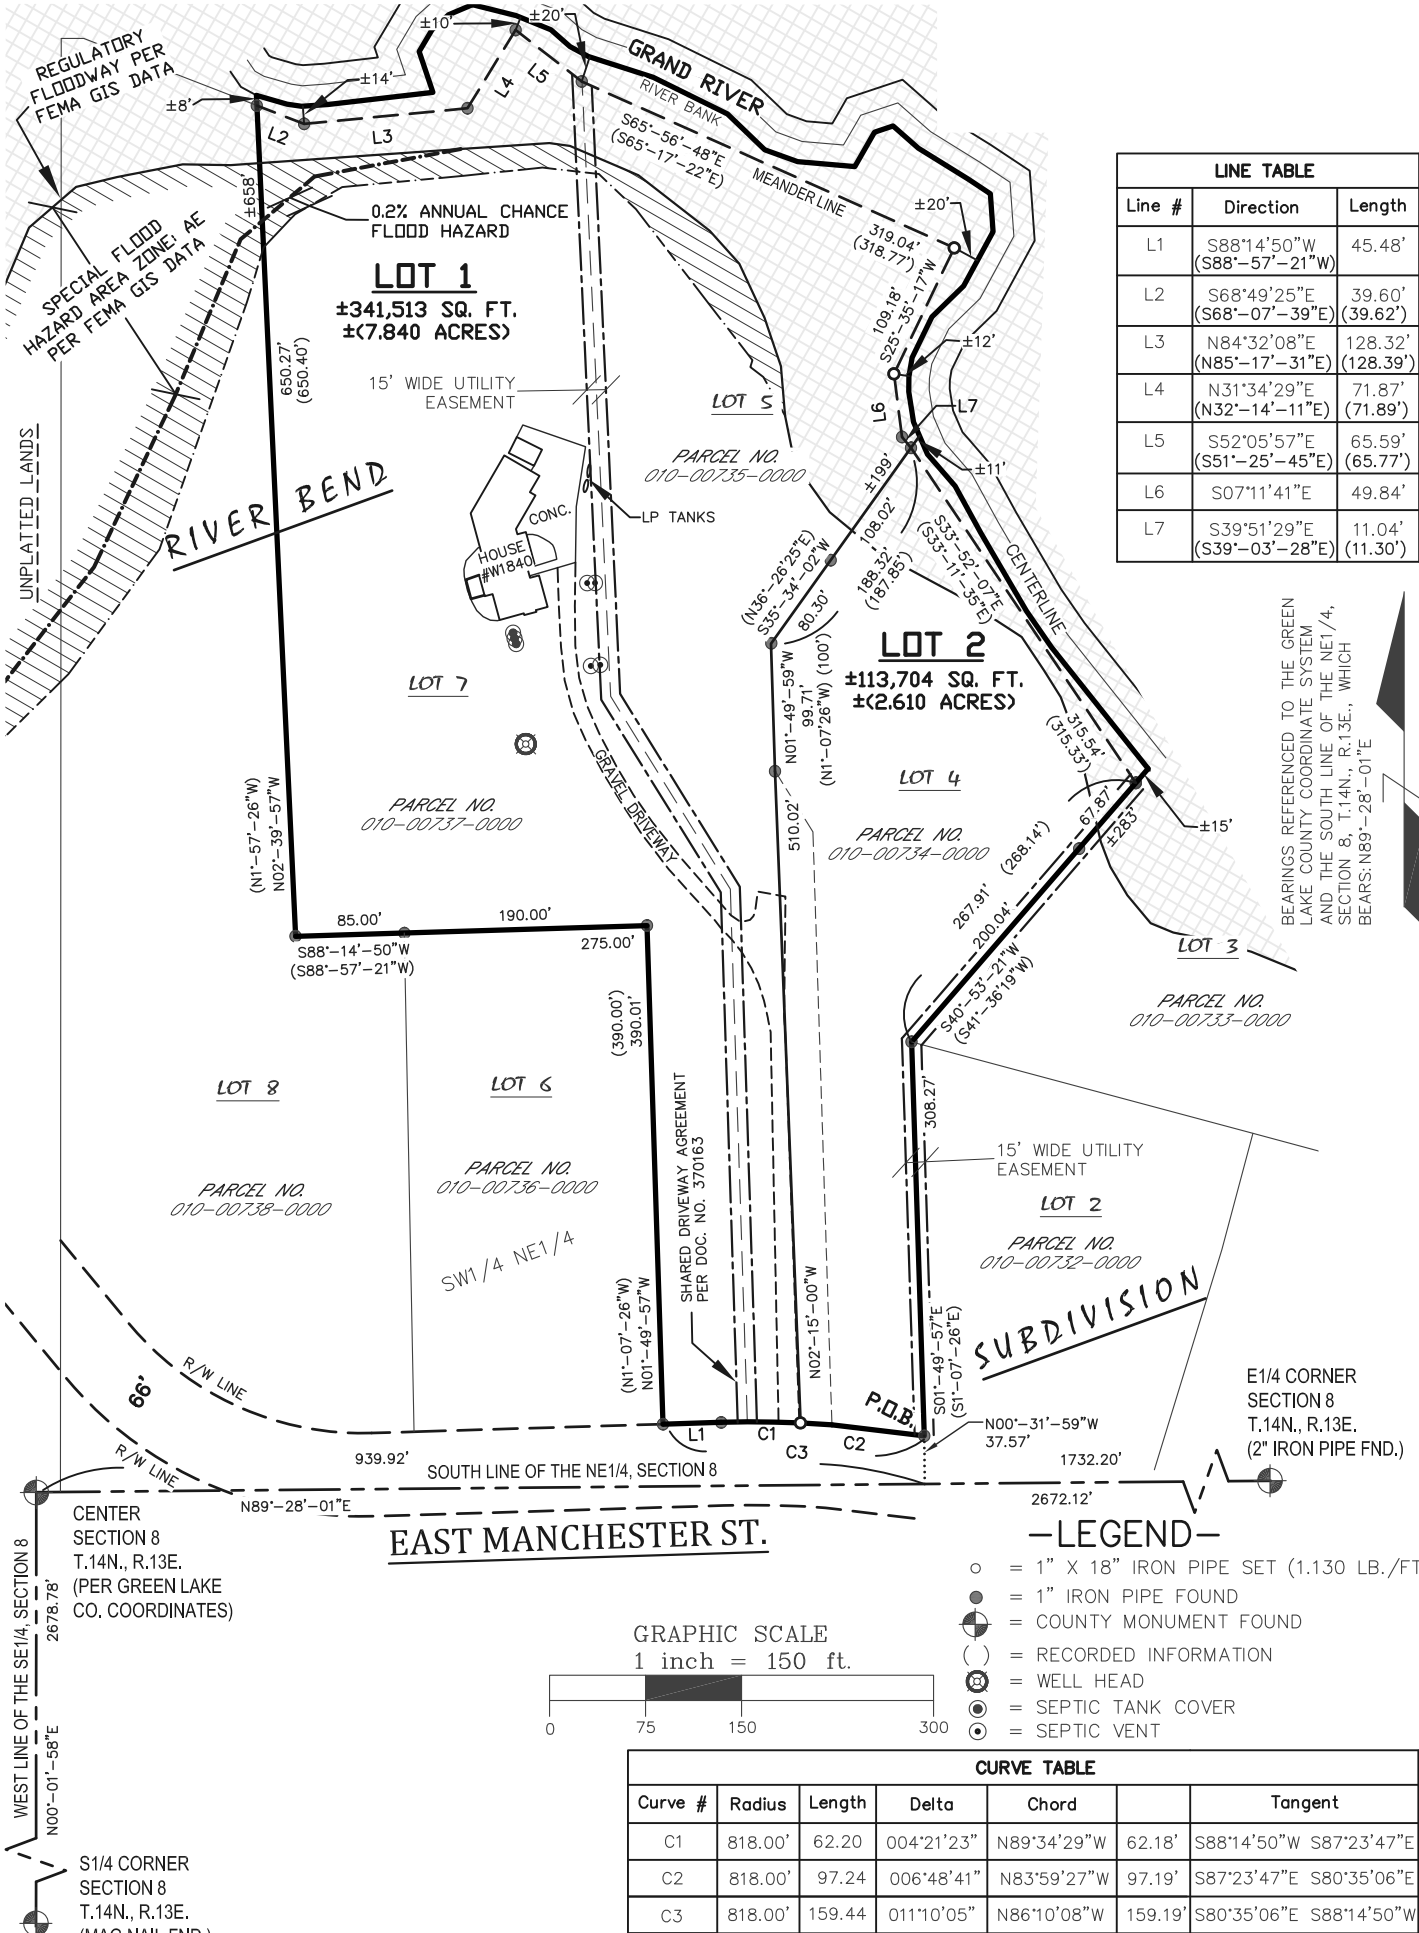 REGULATORY
FLOODWAY PER
FEMA GIS DATA
±8'
±14'
±10'
±20'
L2
L3
L4
L5
GRAND RIVER
RIVER BANK
S65°-56'-48"E
(S65°-17'-22"E)
MEANDER LINE
319.04'
(318.77')
±20'
±658'
0.2% ANNUAL CHANCE
FLOOD HAZARD
SPECIAL FLOOD
HAZARD AREA ZONE: AE
PER FEMA GIS DATA
LOT 1
±341,513 SQ. FT.
±(7.840 ACRES)
650.27'
(650.40')
15' WIDE UTILITY
EASEMENT
LOT 5
PARCEL NO.
010-00735-0000
109.18'
S25°-35'-17"W
±12'
L6
L7
±11'
±199'
108.02'
188.32'
(187.85')
80.30'
(N36°-26'25"E)
S35°-34'-02"W
S33°-52'-07"E
(S33°-11'-35"E)
CENTERLINE
UNPLATTED LANDS
RIVER BEND
CONC.
LP TANKS
HOUSE
#W1840
LOT 7
LOT 2
±113,704 SQ. FT.
±(2.610 ACRES)
N01°-49'-59"W
99.71'
(N1°-07'26"W) (100')
315.54'
(315.33')
GRAVEL DRIVEWAY
LOT 4
PARCEL NO.
010-00737-0000
PARCEL NO.
010-00734-0000
510.02'
67.87'
±283'
±15'
(268.14')
267.91'
200.04'
S40°-53'-21"W
(S41°-36'19"W)
(N1°-57'-26"W)
N02°-39'-57"W
85.00'
190.00'
275.00'
S88°-14'-50"W
(S88°-57'-21"W)
LOT 3
PARCEL NO.
010-00733-0000
(390.00')
390.01'
LOT 8
LOT 6
PARCEL NO.
010-00738-0000
PARCEL NO.
010-00736-0000
SW1/4 NE1/4
SHARED DRIVEWAY AGREEMENT
PER DOC. NO. 370163
308.27'
15' WIDE UTILITY
EASEMENT
LOT 2
PARCEL NO.
010-00732-0000
SUBDIVISION
(N1°-07'-26"W)
N01°-49'-57"W
N02°-15'-00"W
S01°-49'-57"E
(S1°-07'-26"E)
P.O.B.
R/W LINE
66'
R/W LINE
L1
C1
C3
C2
N00°-31'-59"W
37.57'
E1/4 CORNER
SECTION 8
T.14N., R.13E.
(2" IRON PIPE FND.)
939.92'
SOUTH LINE OF THE NE1/4, SECTION 8
1732.20'
2672.12'
N89°-28'-01"E
EAST MANCHESTER ST.
CENTER
SECTION 8
T.14N., R.13E.
(PER GREEN LAKE
CO. COORDINATES)
WEST LINE OF THE SE1/4, SECTION 8
2678.78'
N00°-01'-58"E
S1/4 CORNER
SECTION 8
T.14N., R.13E.
LINE TABLE
Line # Direction Length
L1 S88°14'50"W 45.48'
(S88°-57'-21"W)
L2 S68°49'25"E 39.60'
(S68°-07'-39"E) (39.62')
L3 N84°32'08"E 128.32'
(N85°-17'-31"E) (128.39')
L4 N31°34'29"E 71.87'
(N32°-14'-11"E) (71.89')
L5 S52°05'57"E 65.59'
(S51°-25'-45"E) (65.77')
L6 S07°11'41"E 49.84'
L7 S39°51'29"E 11.04'
(S39°-03'-28"E) (11.30')
BEARINGS REFERENCED TO THE GREEN
LAKE COUNTY COORDINATE SYSTEM
AND THE SOUTH LINE OF THE NE1/4,
SECTION 8, T.14N., R.13E., WHICH
BEARS: N89°-28'-01"E
-LEGEND-
= 1" X 18" IRON PIPE SET (1.130 LB./FT
= 1" IRON PIPE FOUND
= COUNTY MONUMENT FOUND
( ) = RECORDED INFORMATION
= WELL HEAD
= SEPTIC TANK COVER
= SEPTIC VENT
GRAPHIC SCALE
1 inch = 150 ft.
0 75 150 300
CURVE TABLE
Curve # Radius Length Delta Chord Tangent
C1 818.00' 62.20 004°21'23" N89°34'29"W 62.18' S88°14'50"W S87°23'47"E
C2 818.00' 97.24 006°48'41" N83°59'27"W 97.19' S87°23'47"E S80°35'06"E
C3 818.00' 159.44 011°10'05" N86°10'08"W 159.19' S80°35'06"E S88°14'50"W